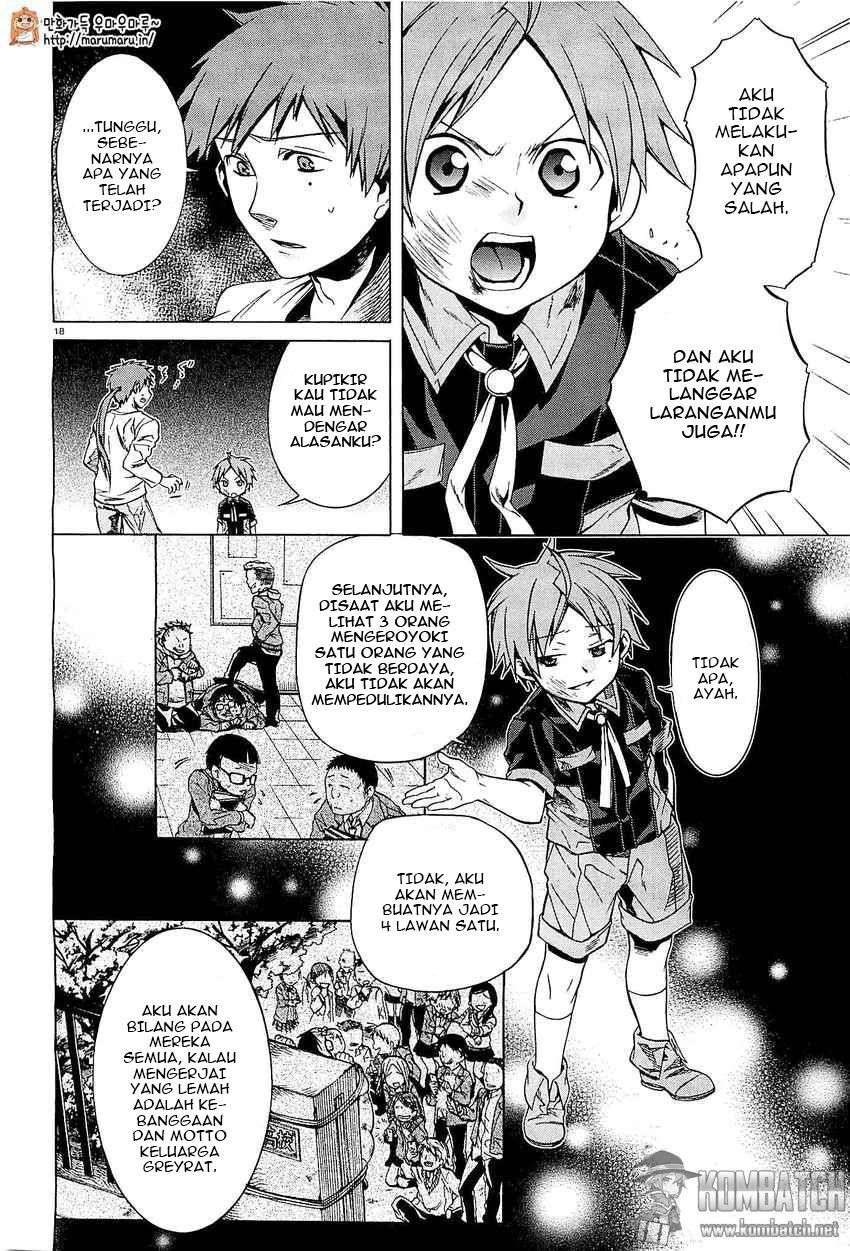 만화가득 우마우마루~
http://marumaru.in/
AKU
TIDAK
MELAKU-
KAN
APAPUN
YANG
SALAH.
DAN AKU
TIDAK ME-
LANGGAR
LARANGANMU
JUGA!!
...TUNGGU,
SEBE-
NARNYA
APA YANG
TELAH
TERJADI?
18
KUPIKIR
KAU TIDAK
MAU MEN-
DENGAR
ALASANKU?
TIDAK
APA,
AYAH.
SELANJUTNYA,
DISAAT AKU ME-
LIHAT 3 ORANG
MENGEROYOKI
SATU ORANG YANG
TIDAK BERDAYA,
AKU TIDAK AKAN
MEMPEDULIKANNYA.
TIDAK, AKU
AKAN MEM-
BUATNYA JADI
4 LAWAN SATU.
AKU AKAN
BILANG PADA
MEREKA
SEMUA, KALAU
MENGERJAI
YANG LEMAH
ADALAH KE-
BANGGAAN
DAN MOTTO
KELUARGA
GREYRAT.
KOMBATCH
www.kombatch.net